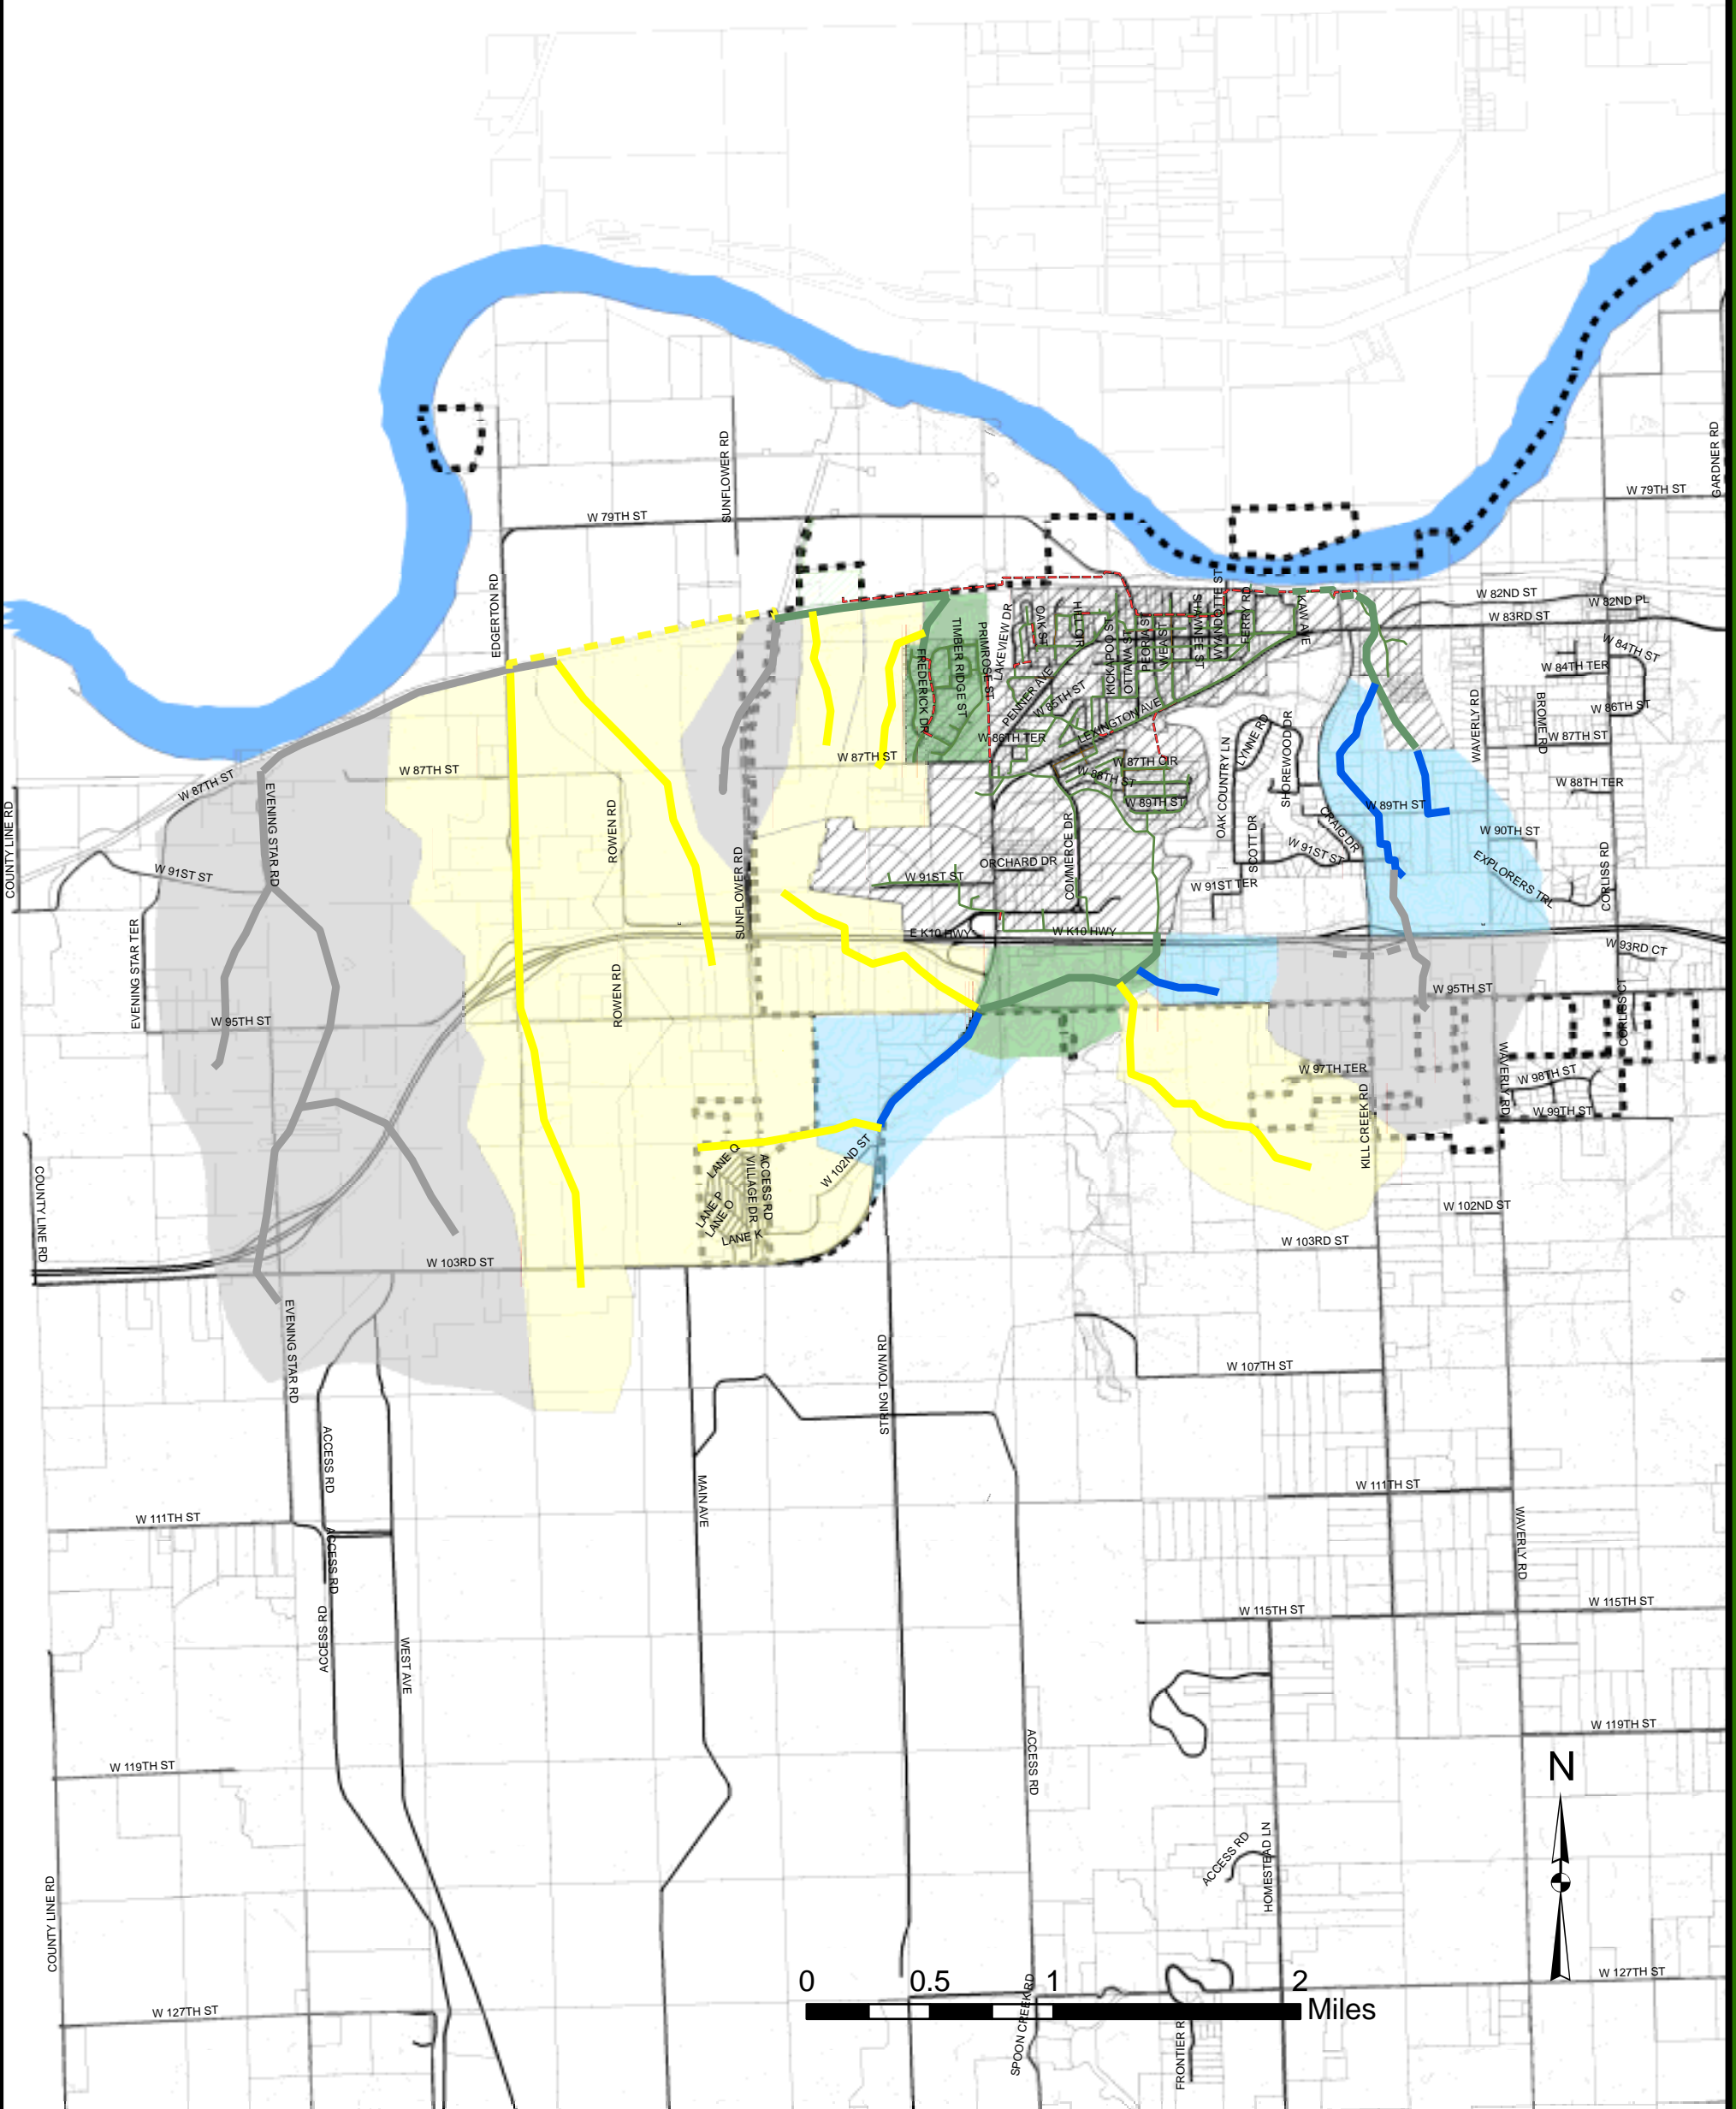 GARDNER RD
SUNFLOWER RD
W 79TH ST
W 79TH ST
EDGERTON RD
W 82ND ST
W 82ND PL
W 83RD ST
W 84TH ST
W 84TH TER
W 86TH ST
W 87TH ST
W 88TH TER
BROME RD
WAVERLY RD
LAKEVIEW DR
OAK ST
HILL DR
KICKAPOO ST
OTTAWA ST
PEORIA ST
WEA ST
SHAWNEE ST
WYANDOTTE ST
FERRY RD
KAW AVE
PRIMROSE ST
TIMBER RIDGE ST
FREDERICK DR
PENNER AVE
W 85TH ST
LEXINGTON AVE
W 86TH TER
W 87TH ST
W 87TH CIR
W 88TH ST
W 89TH ST
LYNNE RD
SHOREWOOD DR
OAK COUNTRY LN
SCOTT DR
CRAIG DR
W 89TH ST
W 90TH ST
EXPLORERS TRL
CORLISS RD
W 91ST ST
W 91ST TER
COMMERCE DR
ORCHARD DR
W 91ST ST
E K10 HWY
W K10 HWY
W 93RD CT
W 95TH ST
CORLISS CT
W 87TH ST
W 87TH ST
COUNTY LINE RD
EVENING STAR RD
W 91ST ST
EVENING STAR TER
ROWEN RD
SUNFLOWER RD
ROWEN RD
W 95TH ST
W 97TH TER
KILL CREEK RD
WAVERLY RD
W 98TH ST
W 99TH ST
W 102ND ST
LANE Q
LANE P
LANE O
LANE K
VILLAGE DR
ACCESS RD
W 102ND ST
COUNTY LINE RD
W 103RD ST
W 103RD ST
EVENING STAR RD
STRING TOWN RD
W 107TH ST
ACCESS RD
MAIN AVE
W 111TH ST
W 111TH ST
ACCESS RD
WAVERLY RD
ACCESS RD
WEST AVE
W 115TH ST
W 115TH ST
W 119TH ST
W 119TH ST
ACCESS RD
N
ACCESS RD
HOMESTEAD LN
COUNTY LINE RD
W 127TH ST
W 127TH ST
0 0.5 1 2
Miles
SPOON CREEK RD